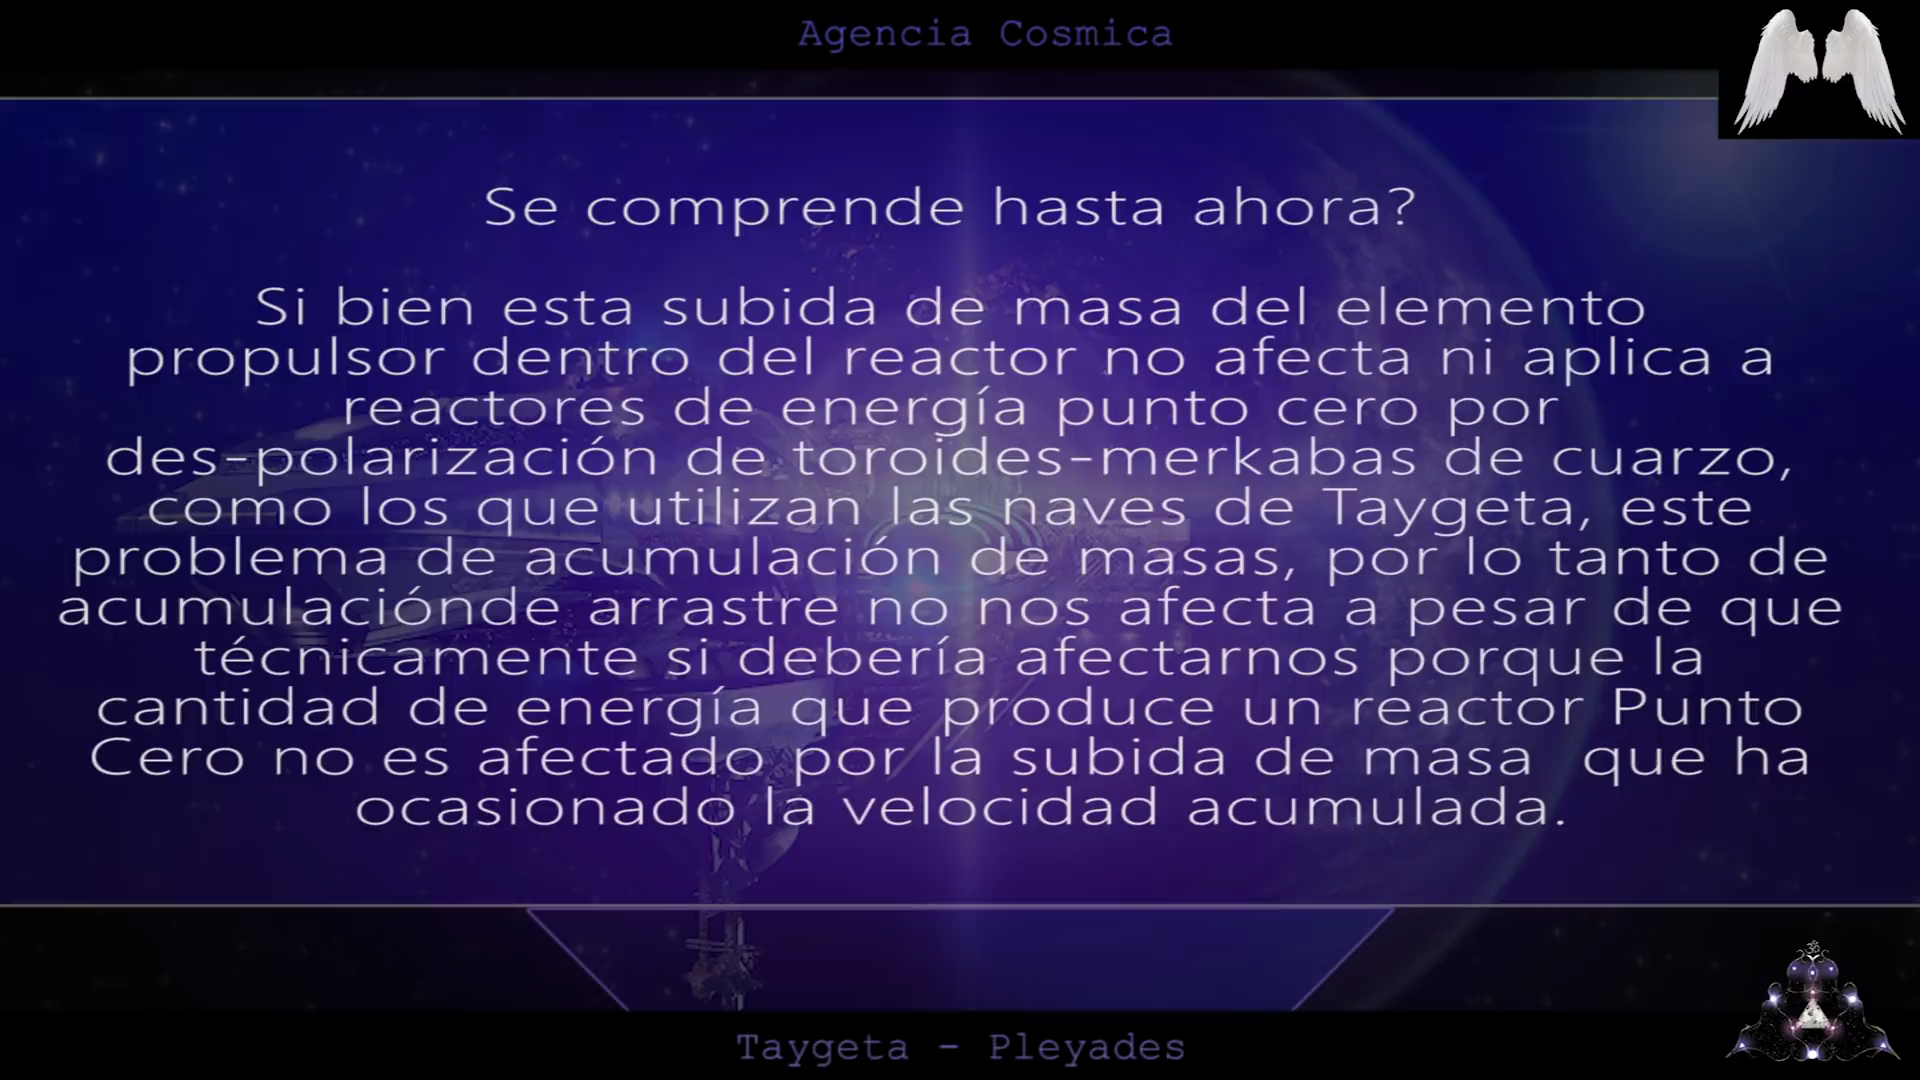 Agencia Cosmica
Se comprende hasta ahora?
Si bien esta subida de masa del elemento
propulsor dentro del reactor no afecta ni aplica a
reactores de energía punto cero por
des-polarización de toroides-merkabas de cuarzo,
como los que utilizan las naves de Taygeta, este
problema de acumulación de masas, por lo tanto de
acumulaciónde arrastre no nos afecta a pesar de que
técnicamente si debería afectarnos porque la
cantidad de energía que produce un reactor Punto
Cero no es afectado por la subida de masa  que ha
ocasionado la velocidad acumulada.
ॐ
Taygeta - Pleyades